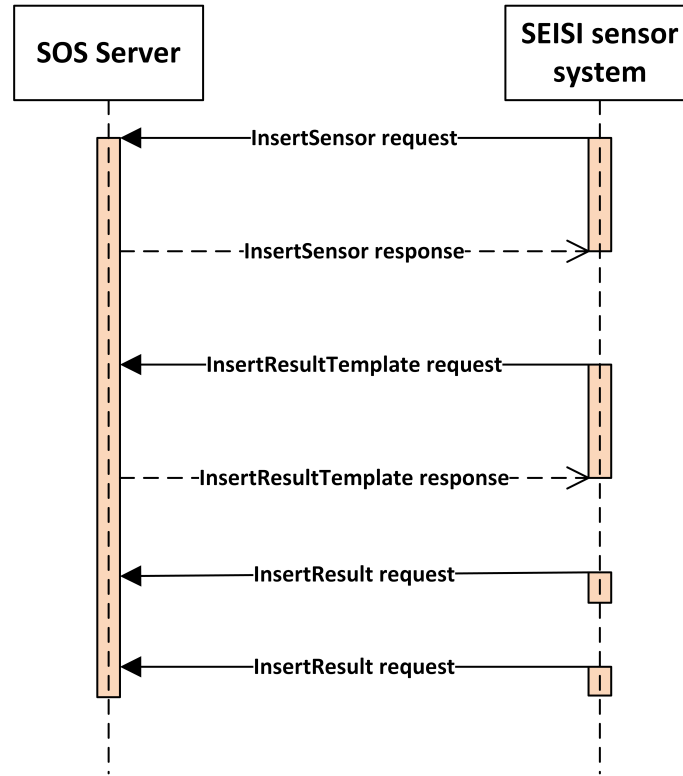 SOS Server
SEISI sensor
system
InsertSensor request
InsertSensor response
InsertResultTemplate request
InsertResultTemplate response
InsertResult request
InsertResult request